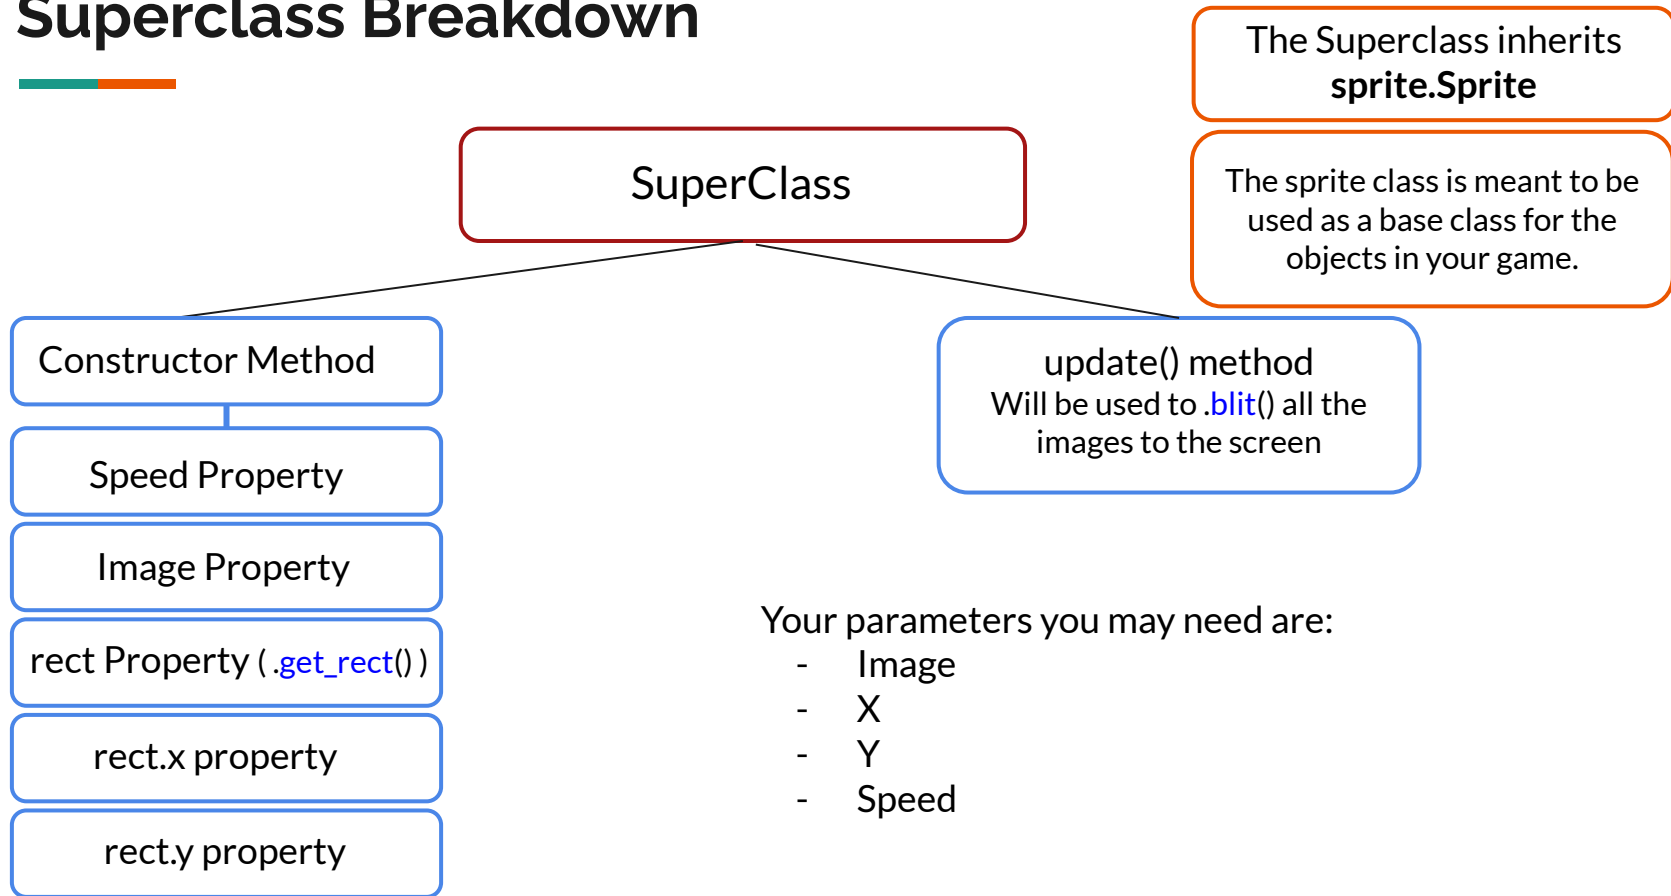 Superclass Breakdown
The Superclass inherits
sprite.Sprite
The sprite class is meant to be
used as a base class for the
objects in your game.
SuperClass
Constructor Method
Speed Property
Image Property
rect Property ( .get_rect() )
rect.x property
rect.y property
update() method
Will be used to .blit() all the
images to the screen
Your parameters you may need are:
- Image
- X
- Y
- Speed